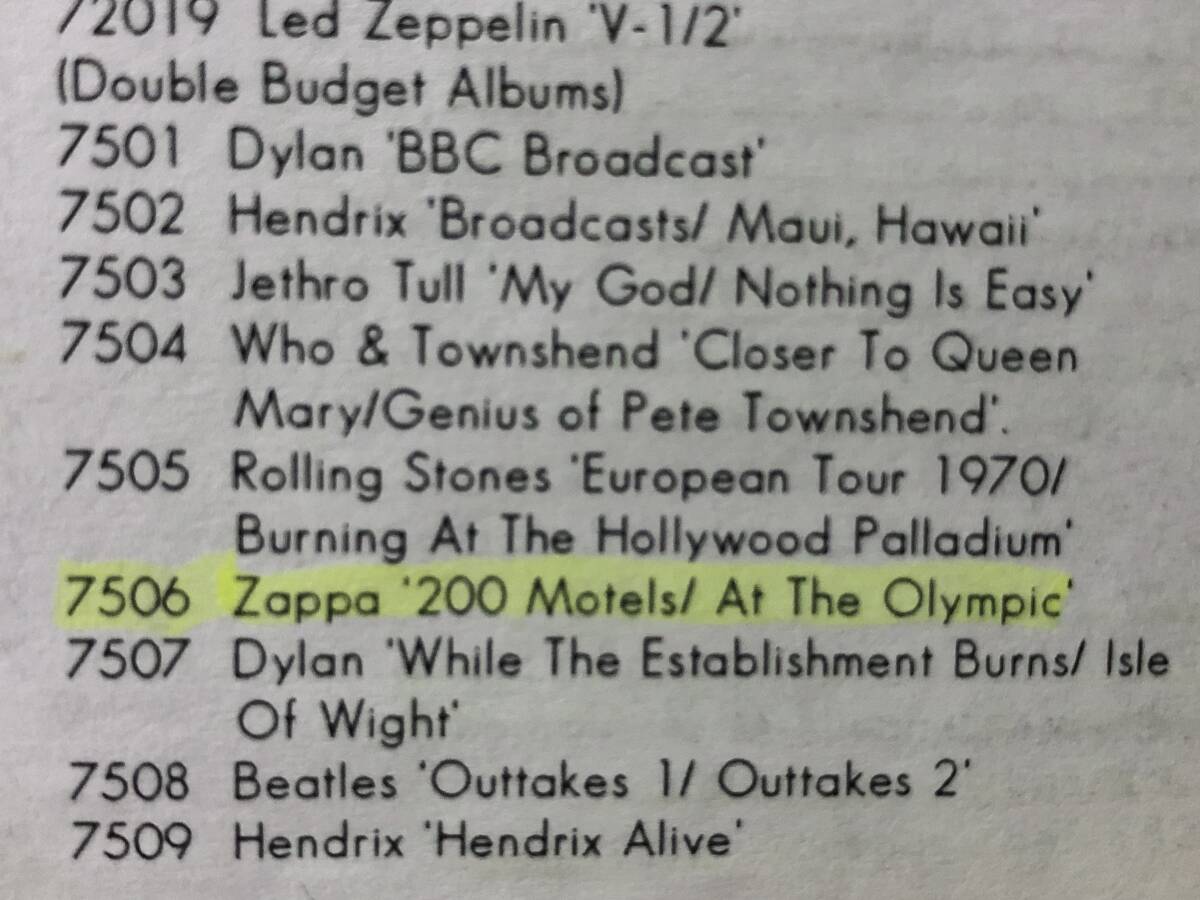 72019 Led Zeppelin 'V-1/2'
(Double Budget Albums)
7501 Dylan 'BBC Broadcast'
7502 Hendrix 'Broadcasts/ Maui, Hawaii'
7503 Jethro Tull 'My God/ Nothing Is Easy'
7504 Who & Townshend 'Closer To Queen
Mary/Genius of Pete Townshend'.
7505 Rolling Stones 'European Tour 1970/
Burning At The Hollywood Palladium'
7506 Zappa '200 Motels/ At The Olympic'
7507 Dylan 'While The Establishment Burns/ Isle
Of Wight'
7508 Beatles 'Outtakes 1/ Outtakes 2'
7509 Hendrix 'Hendrix Alive'